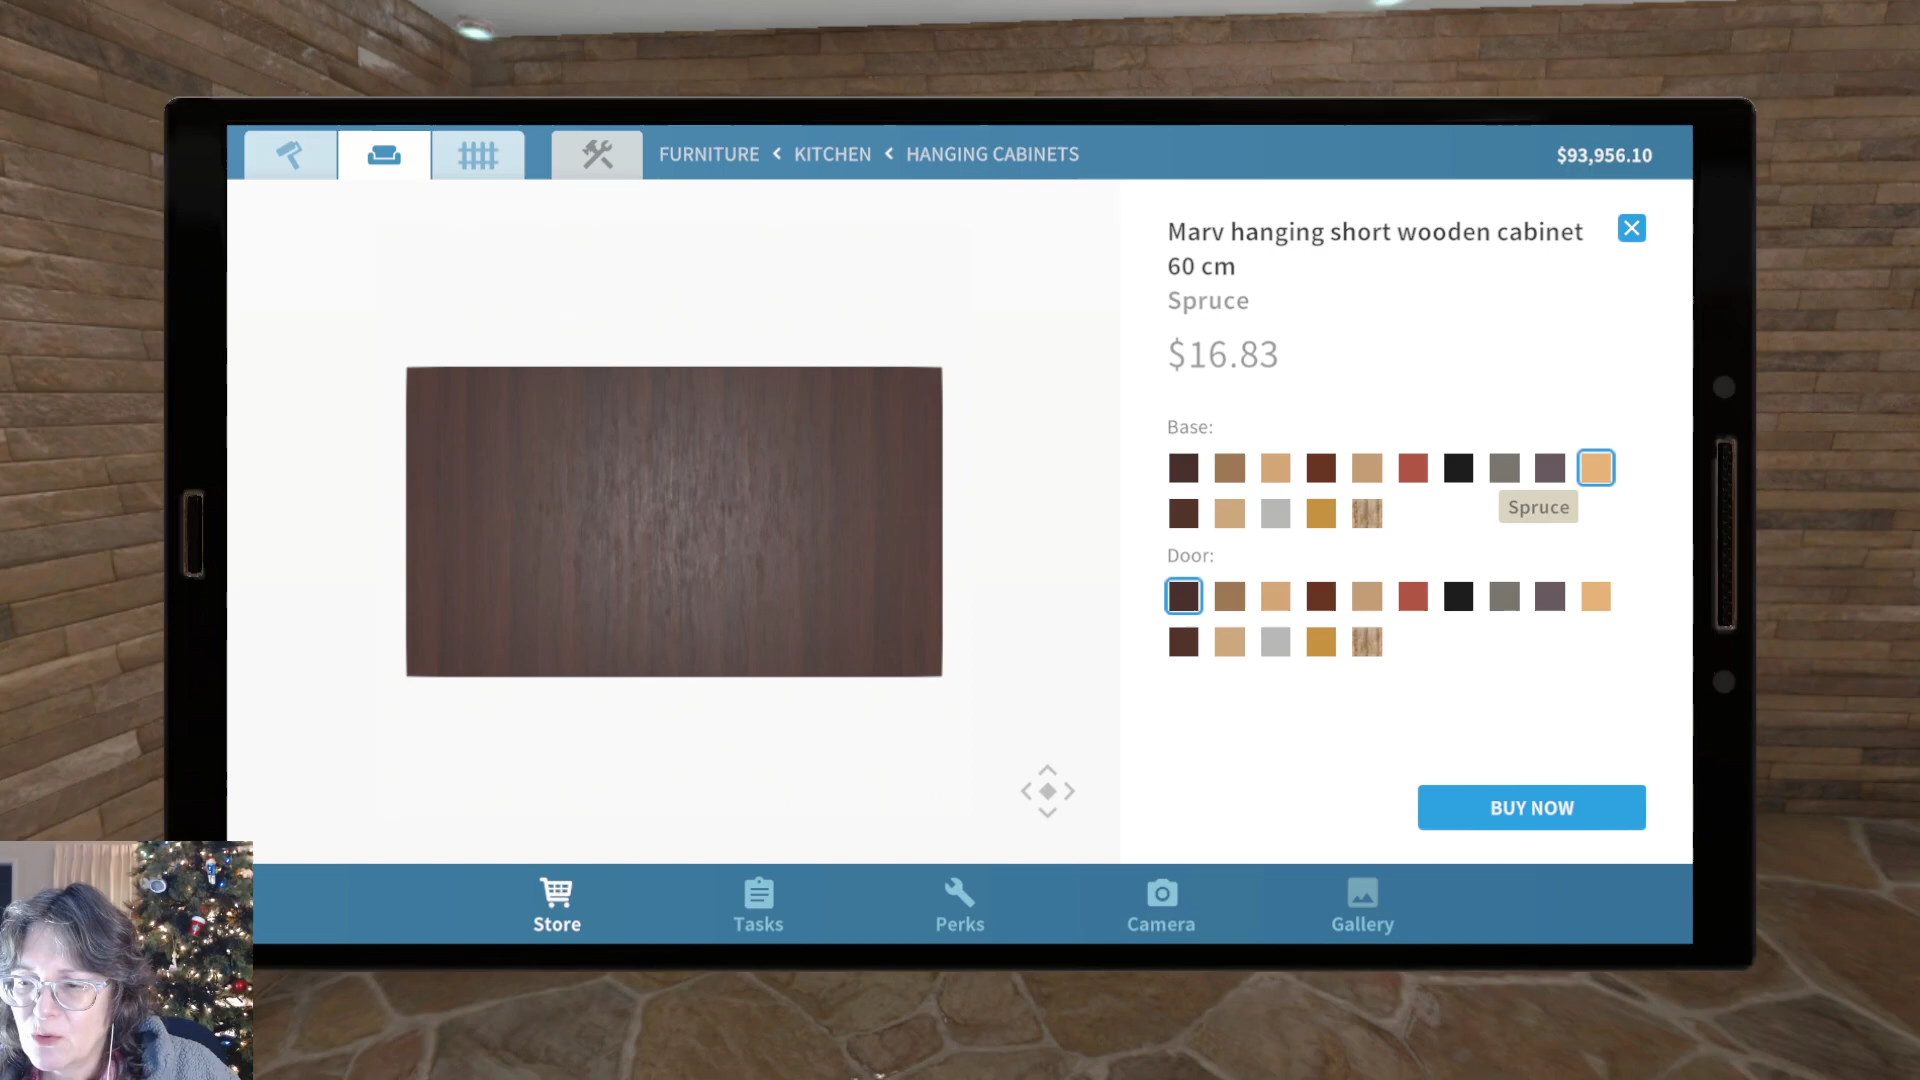 FURNITURE < KITCHEN < HANGING CABINETS
$93,956.10
Marv hanging short wooden cabinet
60 cm
Spruce
$16.83
Base:
Spruce
Door:
BUY NOW
Store
Tasks
Perks
Camera
Gallery